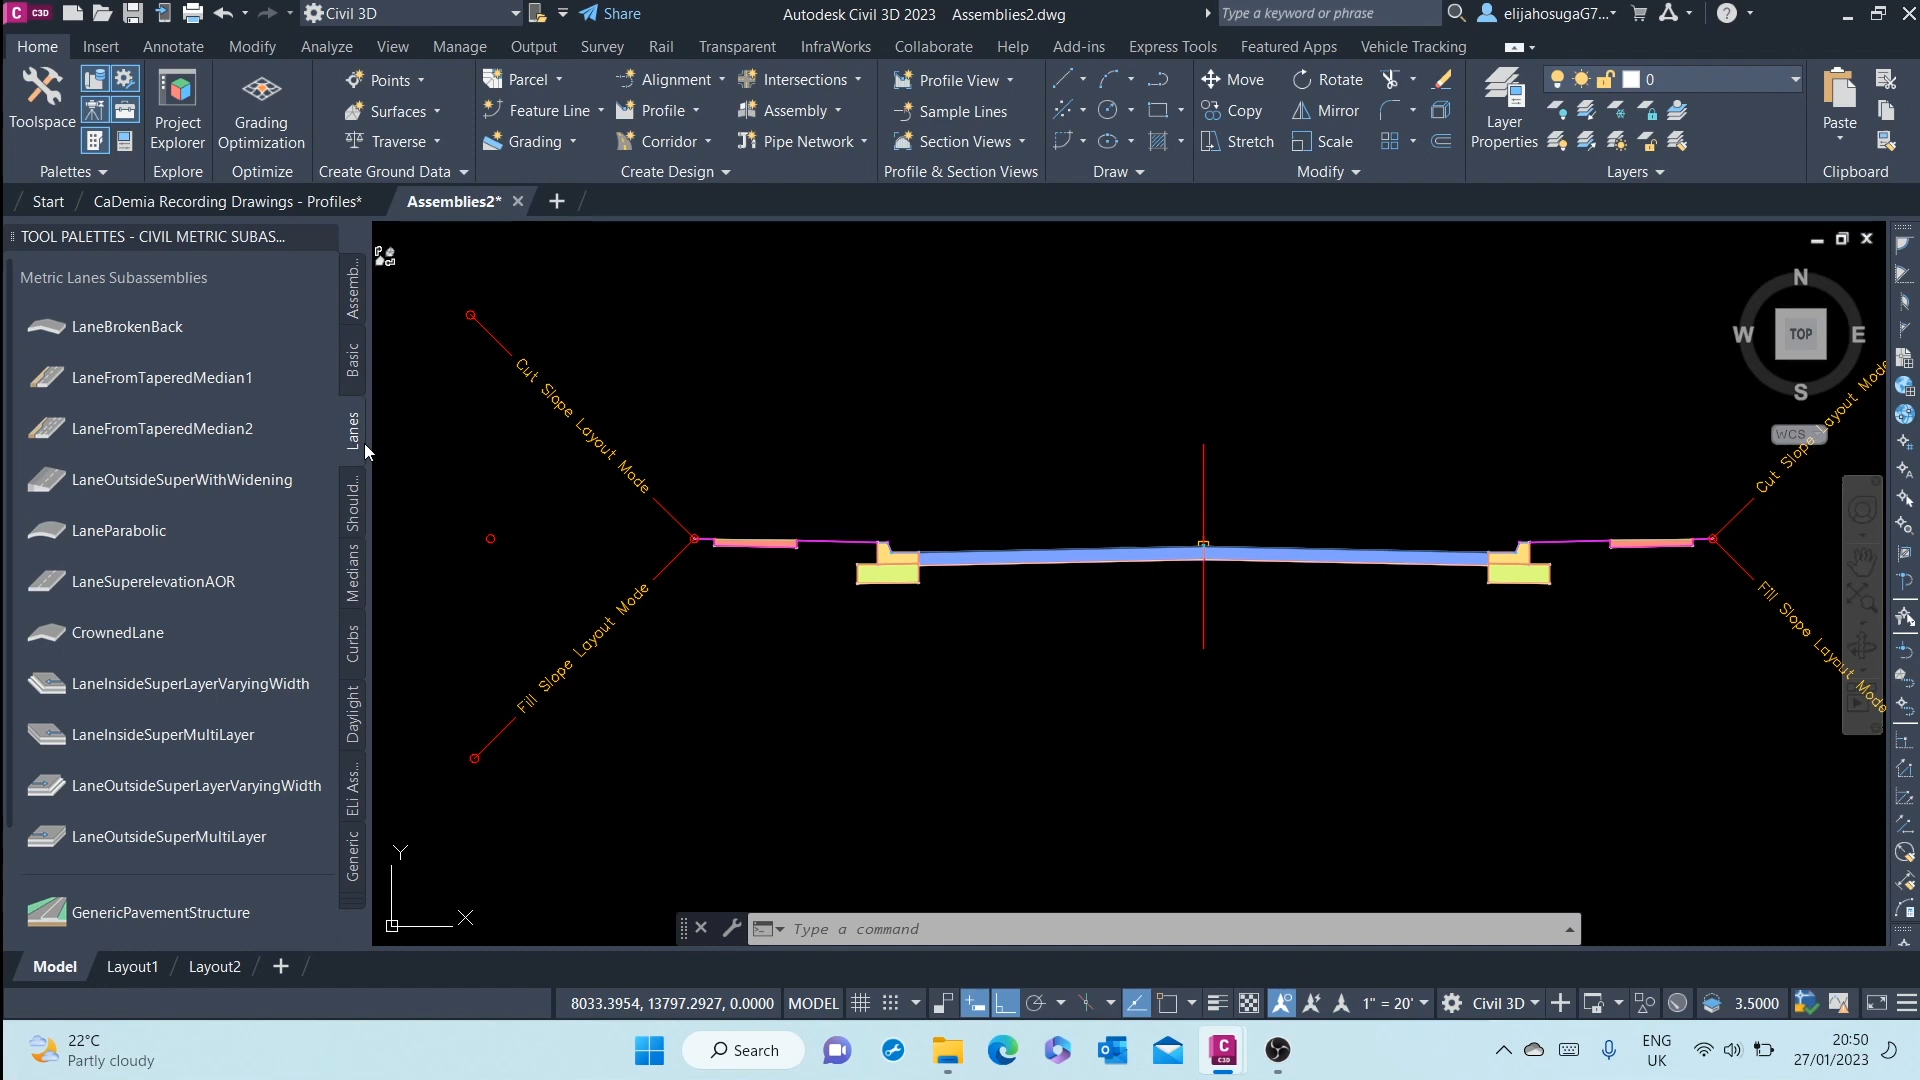 C3D
Civil 3D
Share
Autodesk Civil 3D 2023 Assemblies2.dwg
Type a keyword or phrase
elijahosugaG7...
Home Insert Annotate Modify Analyze View Manage Output Survey Rail Transparent InfraWorks Collaborate Help Add-ins Express Tools Featured Apps Vehicle Tracking
Toolspace
Palettes
Project
Explorer
Explore
Grading
Optimization
Optimize
Points
Surfaces
Traverse
Create Ground Data
Parcel
Feature Line
Grading
Alignment
Profile
Corridor
Intersections
Assembly
Pipe Network
Create Design
Profile View
Sample Lines
Section Views
Profile & Section Views
Draw
Move
Copy
Stretch
Rotate
Mirror
Scale
Modify
Layer
Properties
0
Layers
Paste
Clipboard
Start
CaDemia Recording Drawings - Profiles*
Assemblies2*
TOOL PALETTES - CIVIL METRIC SUBAS...
Metric Lanes Subassemblies
LaneBrokenBack
LaneFromTaperedMedian1
LaneFromTaperedMedian2
LaneOutsideSuperWithWidening
LaneParabolic
LaneSuperelevationAOR
CrownedLane
LaneInsideSuperLayerVaryingWidth
LaneInsideSuperMultiLayer
LaneOutsideSuperLayerVaryingWidth
LaneOutsideSuperMultiLayer
GenericPavementStructure
Assemb...
Basic
Lanes
Should...
Medians
Curbs
Daylight
ELi Ass...
Generic
Cut Slope Layout Mode
Fill Slope Layout Mode
Cut Slope Layout Mode
Fill Slope Layout Mode
N
W TOP E
S
WCS
Y
X
Type a command
Model Layout1 Layout2
8033.3954, 13797.2927, 0.0000 MODEL
1" = 20'
Civil 3D
3.5000
22°C
Partly cloudy
Search
C3D
ENG
UK
20:50
27/01/2023